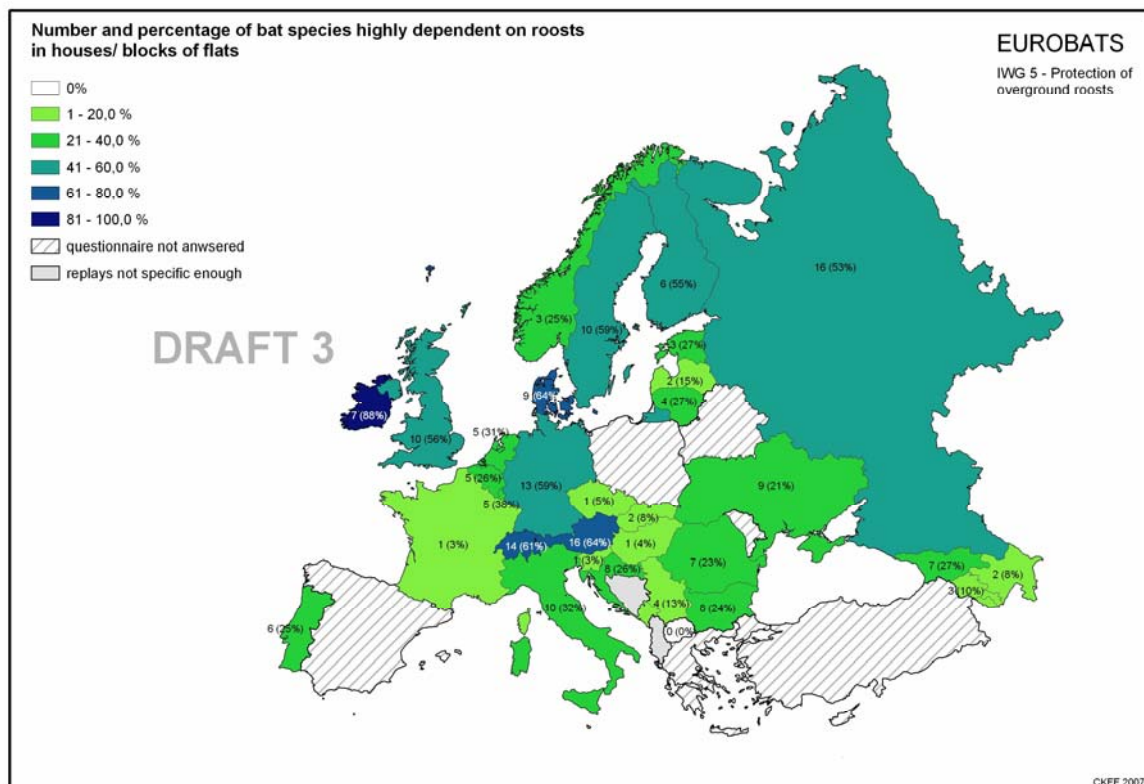 Number and percentage of bat species highly dependent on roosts
in houses/ blocks of flats
0%
1 - 20,0 %
21 - 40,0 %
41 - 60,0 %
61 - 80,0 %
81 - 100,0 %
questionnaire not anwsered
replays not specific enough
EUROBATS
IWG 5 - Protection of
overground roosts
DRAFT 3
16 (53%)
6 (55%)
3 (25%)
10 (59%)
3 (27%)
2 (15%)
4 (27%)
9 (64%)
7 (88%)
10 (56%)
5 (31%)
5 (26%)
5 (38%)
13 (59%)
1 (5%)
2 (8%)
9 (21%)
1 (3%)
14 (61%)
16 (64%)
1 (4%)
1 (3%)
8 (26%)
7 (23%)
7 (27%)
2 (8%)
3 (10%)
10 (32%)
4 (13%)
8 (24%)
0 (0%)
6 (25%)
CKFF 2007